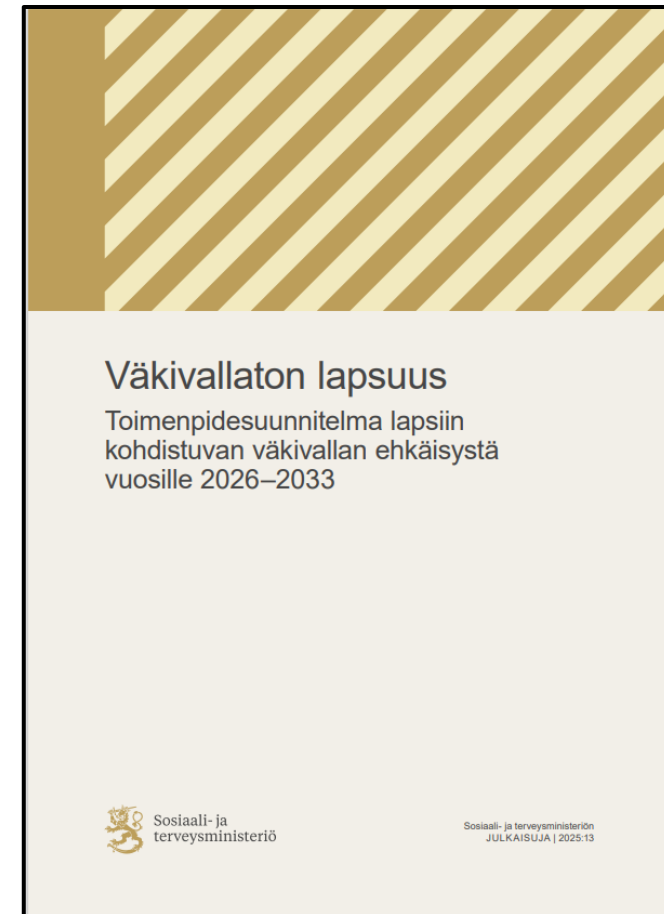 Väkivallaton lapsuus
Toimenpidesuunnitelma lapsiin
kohdistuvan väkivallan ehkäisystä
vuosille 2026–2033
Sosiaali- ja
terveysministeriö
Sosiaali- ja terveysministeriön
JULKAISUJA | 2025:13